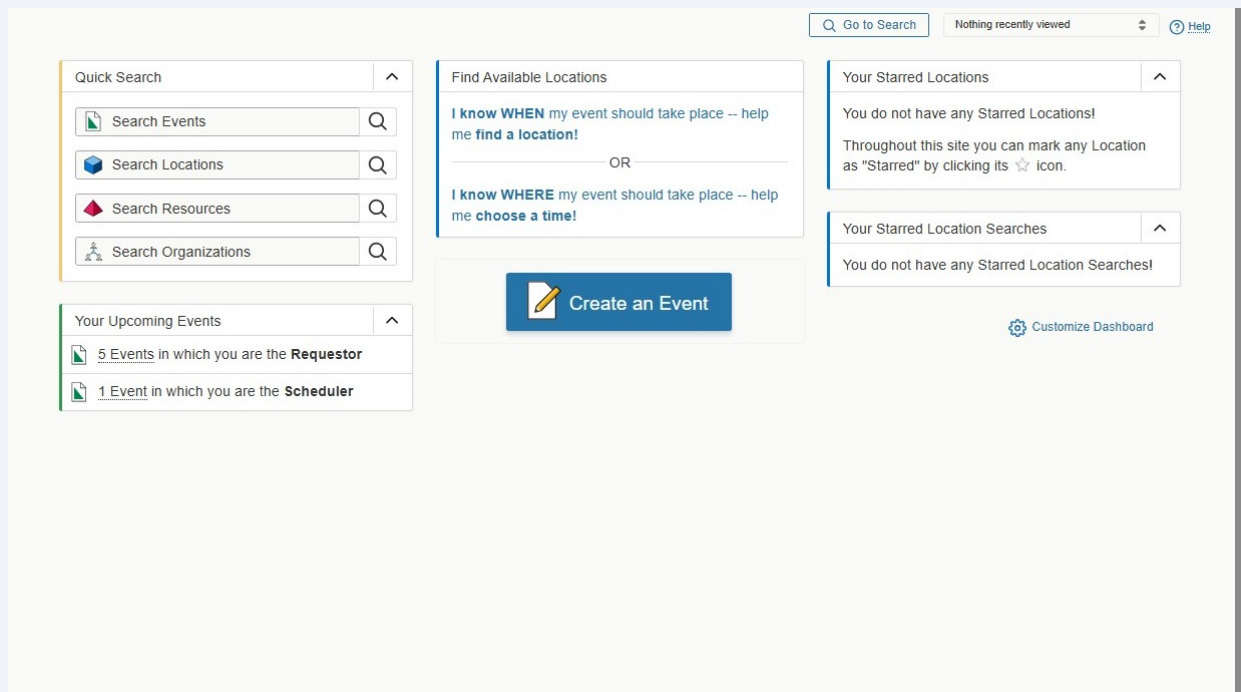 Go to Search
Nothing recently viewed
Help
Quick Search
Search Events
Search Locations
Search Resources
Search Organizations
Your Upcoming Events
5 Events in which you are the Requestor
1 Event in which you are the Scheduler
Find Available Locations
I know WHEN my event should take place -- help
me find a location!
OR
I know WHERE my event should take place -- help
me choose a time!
Create an Event
Your Starred Locations
You do not have any Starred Locations!
Throughout this site you can mark any Location
as "Starred" by clicking its icon.
Your Starred Location Searches
You do not have any Starred Location Searches!
Customize Dashboard